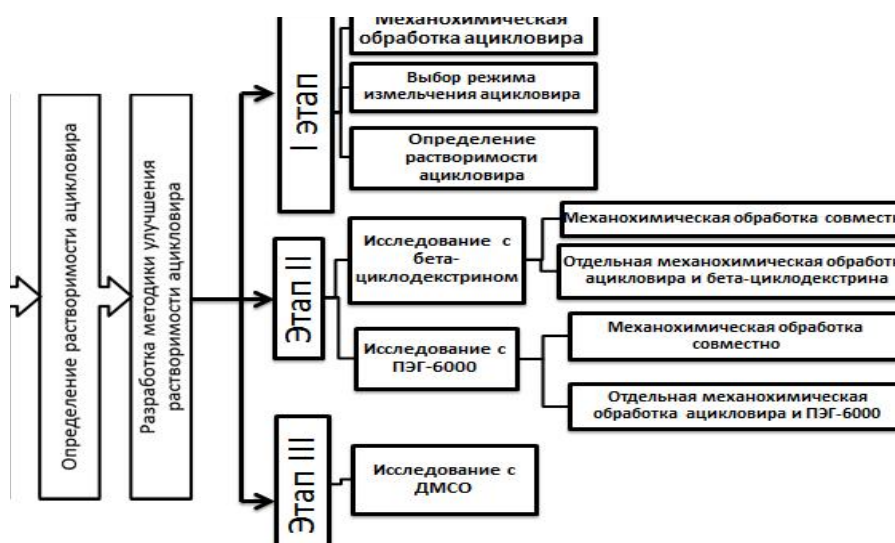 Определение растворимости ацикловира
Разработка методики улучшения
растворимости ацикловира
I этап
Механохимическая
обработка ацикловира
Выбор режима
измельчения ацикловира
Определение
растворимости
ацикловира
Этап II
Исследование с
бета-
циклодекстрином
Механохимическая обработка совместн
Отдельная механохимическая обработк
ацикловира и бета-циклодекстрина
Исследование с
ПЭГ-6000
Механохимическая обработка
совместно
Отдельная механохимическая
обработка ацикловира и ПЭГ-6000
Этап III
Исследование с
ДМСО